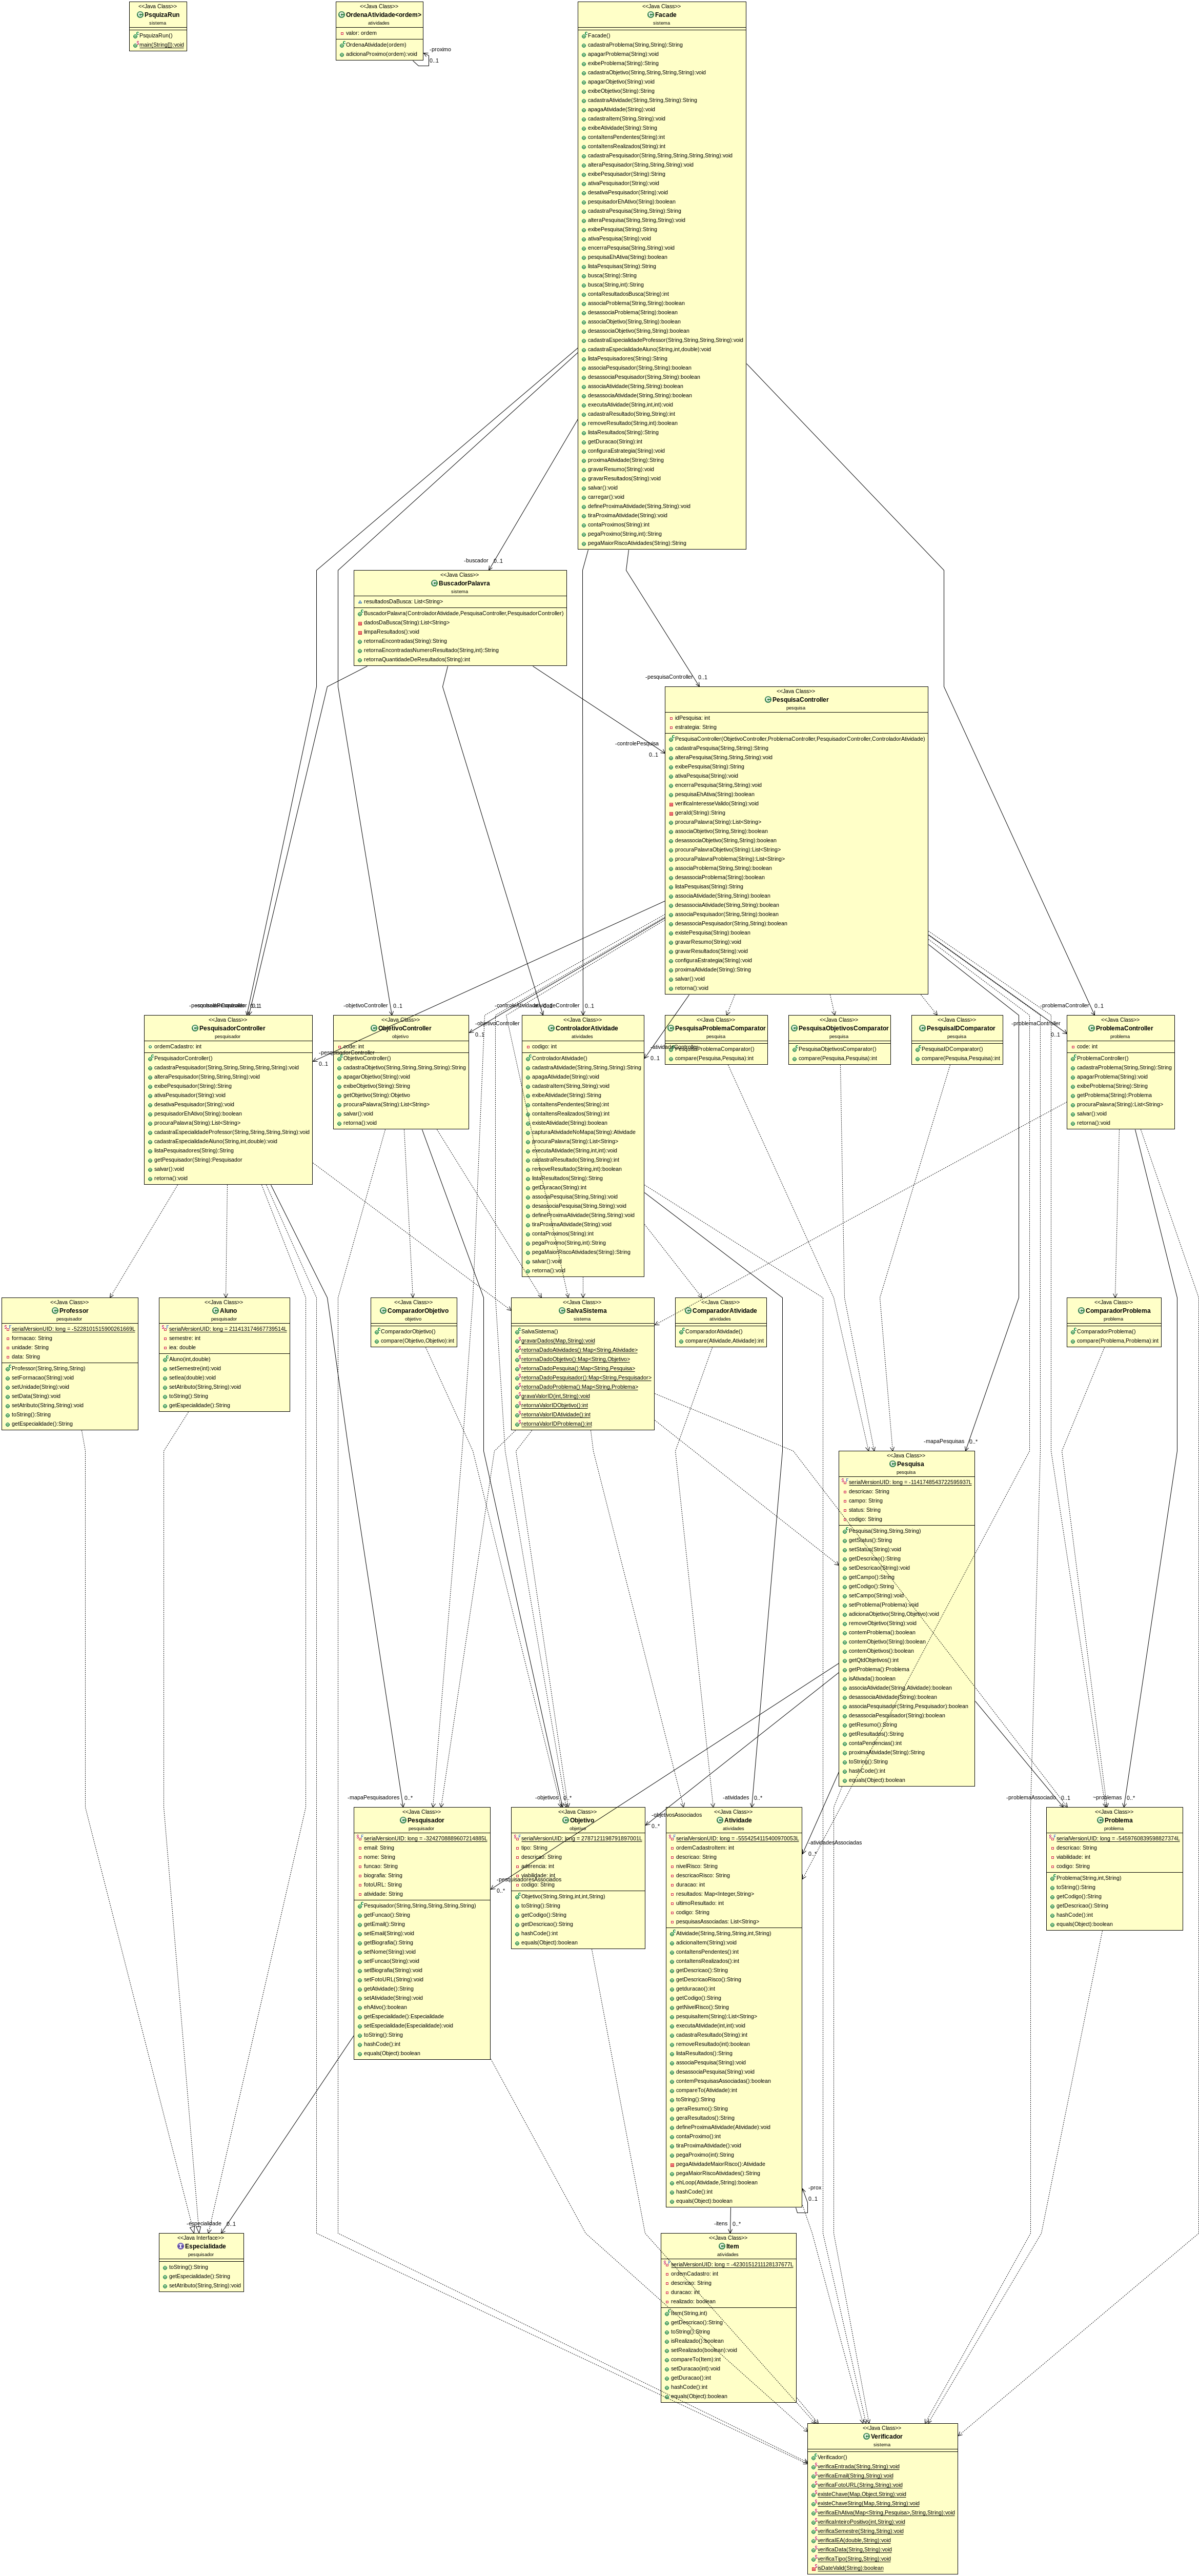 <<Java Class>>
PsquizaRun
sistema
PsquizaRun()
main(String[]):void
<<Java Class>>
OrdenaAtividade<ordem>
atividades
valor: ordem
OrdenaAtividade(ordem)
adicionaProximo(ordem):void
-proximo
0..1
<<Java Class>>
Facade
sistema
Facade()
cadastraProblema(String,String):String
apagarProblema(String):void
exibeProblema(String):String
cadastraObjetivo(String,String,String,String):void
apagarObjetivo(String):void
exibeObjetivo(String):String
cadastraAtividade(String,String,String):String
apagaAtividade(String):void
cadastraItem(String,String):void
exibeAtividade(String):String
contaItensPendentes(String):int
contaItensRealizados(String):int
cadastraPesquisador(String,String,String,String,String):void
alteraPesquisador(String,String,String):void
exibePesquisador(String):String
ativaPesquisador(String):void
desativaPesquisador(String):void
pesquisadorEhAtivo(String):boolean
cadastraPesquisa(String,String):String
alteraPesquisa(String,String,String):void
exibePesquisa(String):String
ativaPesquisa(String):void
encerraPesquisa(String,String):void
pesquisaEhAtiva(String):boolean
listaPesquisas(String):String
busca(String):String
busca(String,int):String
contaResultadosBusca(String):int
associaProblema(String,String):boolean
desassociaProblema(String):boolean
associaObjetivo(String,String):boolean
desassociaObjetivo(String,String):boolean
cadastraEspecialidadeProfessor(String,String,String,String):void
cadastraEspecialidadeAluno(String,int,double):void
listaPesquisadores(String):String
associaPesquisador(String,String):boolean
desassociaPesquisador(String,String):boolean
associaAtividade(String,String):boolean
desassociaAtividade(String,String):boolean
executaAtividade(String,int,int):void
cadastraResultado(String,String):int
removeResultado(String,int):boolean
listaResultados(String):String
getDuracao(String):int
configuraEstrategia(String):void
proximaAtividade(String):String
gravarResumo(String):void
gravarResultados(String):void
salvar():void
carregar():void
defineProximaAtividade(String,String):void
tiraProximaAtividade(String):void
contaProximos(String):int
pegaProximo(String,int):String
pegaMaiorRiscoAtividades(String):String
-buscador 0..1
<<Java Class>>
BuscadorPalavra
sistema
resultadosDaBusca: List<String>
BuscadorPalavra(ControladorAtividade,PesquisaController,PesquisadorController)
dadosDaBusca(String):List<String>
limpaResultados():void
retornaEncontradas(String):String
retornaEncontradasNumeroResultado(String,int):String
retornaQuantidadeDeResultados(String):int
-pesquisaController 0..1
-controlePesquisa
0..1
<<Java Class>>
PesquisaController
pesquisa
idPesquisa: int
estrategia: String
PesquisaController(ObjetivoController,ProblemaController,PesquisadorController,ControladorAtividade)
cadastraPesquisa(String,String):String
alteraPesquisa(String,String,String):void
exibePesquisa(String):String
ativaPesquisa(String):void
encerraPesquisa(String,String):void
pesquisaEhAtiva(String):boolean
verificaInteresseValido(String):void
geraId(String):String
procuraPalavra(String):List<String>
associaObjetivo(String,String):boolean
desassociaObjetivo(String,String):boolean
procuraPalavraObjetivo(String):List<String>
procuraPalavraProblema(String):List<String>
associaProblema(String,String):boolean
desassociaProblema(String):boolean
listaPesquisas(String):String
associaAtividade(String,String):boolean
desassociaAtividade(String,String):boolean
associaPesquisador(String,String):boolean
desassociaPesquisador(String,String):boolean
existePesquisa(String):boolean
gravarResumo(String):void
gravarResultados(String):void
configuraEstrategia(String):void
proximaAtividade(String):String
salvar():void
retorna():void
-objetivoController 0..1
-problemaController 0..1
<<Java Class>>
PesquisadorController
pesquisador
ordemCadastro: int
PesquisadorController()
cadastraPesquisador(String,String,String,String,String):void
alteraPesquisador(String,String,String):void
exibePesquisador(String):String
ativaPesquisador(String):void
desativaPesquisador(String):void
pesquisadorEhAtivo(String):boolean
procuraPalavra(String):List<String>
cadastraEspecialidadeProfessor(String,String,String,String):void
cadastraEspecialidadeAluno(String,int,double):void
listaPesquisadores(String):String
getPesquisador(String):Pesquisador
salvar():void
retorna():void
-pesquisadorController
0..1
<<Java Class>>
ObjetivoController
objetivo
code: int
ObjetivoController()
cadastraObjetivo(String,String,String,String):String
apagarObjetivo(String):void
exibeObjetivo(String):String
getObjetivo(String):Objetivo
procuraPalavra(String):List<String>
salvar():void
retorna():void
-objetivoController
0..1
<<Java Class>>
ControladorAtividade
atividades
codigo: int
ControladorAtividade()
cadastraAtividade(String,String,String):String
apagaAtividade(String):void
cadastraItem(String,String):void
exibeAtividade(String):String
contaItensPendentes(String):int
contaItensRealizados(String):int
existeAtividade(String):boolean
capturaAtividadeNoMapa(String):Atividade
procuraPalavra(String):List<String>
executaAtividade(String,int,int):void
cadastraResultado(String,String):int
removeResultado(String,int):boolean
listaResultados(String):String
getDuracao(String):int
associaPesquisa(String,String):void
desassociaPesquisa(String,String):void
defineProximaAtividade(String,String):void
tiraProximaAtividade(String):void
contaProximos(String):int
pegaProximo(String,int):String
pegaMaiorRiscoAtividades(String):String
salvar():void
retorna():void
0..1
<<Java Class>>
PesquisaProblemaComparator
pesquisa
PesquisaProblemaComparator()
compare(Pesquisa,Pesquisa):int
<<Java Class>>
PesquisaObjetivosComparator
pesquisa
PesquisaObjetivosComparator()
compare(Pesquisa,Pesquisa):int
<<Java Class>>
PesquisaIDComparator
pesquisa
PesquisaIDComparator()
compare(Pesquisa,Pesquisa):int
-problemaController
0..1
<<Java Class>>
ProblemaController
problema
code: int
ProblemaController()
cadastraProblema(String,String):String
apagarProblema(String):void
exibeProblema(String):String
getProblema(String):Problema
procuraPalavra(String):List<String>
salvar():void
retorna():void
<<Java Class>>
Professor
pesquisador
serialVersionUID: long = -5228101515900261669L
formacao: String
unidade: String
data: String
Professor(String,String,String)
setFormacao(String):void
setUnidade(String):void
setData(String):void
setAtributo(String,String):void
toString():String
getEspecialidade():String
<<Java Class>>
Aluno
pesquisador
serialVersionUID: long = 211413174667739514L
semestre: int
iea: double
Aluno(int,double)
setSemestre(int):void
setIea(double):void
setAtributo(String,String):void
toString():String
getEspecialidade():String
<<Java Class>>
ComparadorObjetivo
objetivo
ComparadorObjetivo()
compare(Objetivo,Objetivo):int
<<Java Class>>
SalvaSistema
sistema
SalvaSistema()
gravarDados(Map,String):void
retornaDadoAtividades():Map<String,Atividade>
retornaDadoObjetivo():Map<String,Objetivo>
retornaDadoPesquisa():Map<String,Pesquisa>
retornaDadoPesquisador():Map<String,Pesquisador>
retornaDadoProblema():Map<String,Problema>
gravaValorID(int,String):void
retornaValorIDObjetivo():int
retornaValorIDAtividade():int
retornaValorIDProblema():int
<<Java Class>>
ComparadorAtividade
atividades
ComparadorAtividade()
compare(Atividade,Atividade):int
<<Java Class>>
ComparadorProblema
problema
ComparadorProblema()
compare(Problema,Problema):int
-mapaPesquisas 0..*
<<Java Class>>
Pesquisa
pesquisa
serialVersionUID: long = -1141748543722595937L
descricao: String
campo: String
status: String
codigo: String
Pesquisa(String,String,String)
getStatus():String
setStatus(String):void
getDescricao():String
setDescricao(String):void
getCampo():String
getCodigo():String
setCampo(String):void
setProblema(Problema):void
adicionaObjetivo(String,Objetivo):void
removeObjetivo(String):void
contemProblema():boolean
contemObjetivo(String):boolean
contemObjetivos():boolean
getQtdObjetivos():int
getProblema():Problema
isAtivada():boolean
associaAtividade(String,Atividade):boolean
desassociaAtividade(String):boolean
associaPesquisador(String,Pesquisador):boolean
desassociaPesquisador(String):boolean
getResumo():String
getResultados():String
contaPendencias():int
proximaAtividade(String):String
toString():String
hashCode():int
equals(Object):boolean
-mapaPesquisadores 0..*
<<Java Class>>
Pesquisador
pesquisador
serialVersionUID: long = -3242708889607214885L
email: String
nome: String
funcao: String
biografia: String
fotoURL: String
atividade: String
Pesquisador(String,String,String,String,String)
getFuncao():String
getEmail():String
setEmail(String):void
getBiografia():String
setNome(String):void
setFuncao(String):void
setBiografia(String):void
setFotoURL(String):void
getAtividade():String
setAtividade(String):void
ehAtivo():boolean
getEspecialidade():Especialidade
setEspecialidade(Especialidade):void
toString():String
hashCode():int
equals(Object):boolean
-pesquisadoresAssociados
0..*
-objetivos 0..*
<<Java Class>>
Objetivo
objetivo
serialVersionUID: long = 2787121198791897001L
tipo: String
descricao: String
aderencia: int
viabilidade: int
codigo: String
Objetivo(String,String,int,int,String)
toString():String
getCodigo():String
getDescricao():String
hashCode():int
equals(Object):boolean
-objetivosAssociados
0..*
-atividades 0..*
<<Java Class>>
Atividade
atividades
serialVersionUID: long = -5554254115400970053L
ordemCadastroItem: int
descricao: String
nivelRisco: String
descricaoRisco: String
duracao: int
resultados: Map<Integer,String>
ultimoResultado: int
codigo: String
pesquisasAssociadas: List<String>
Atividade(String,String,String,int,String)
adicionaItem(String):void
contaItensPendentes():int
contaItensRealizados():int
getDescricao():String
getDescricaoRisco():String
getduracao():int
getCodigo():String
getNivelRisco():String
pesquisaItem(String):List<String>
executaAtividade(int,int):void
cadastraResultado(String):int
removeResultado(int):boolean
listaResultados():String
associaPesquisa(String):void
desassociaPesquisa(String):void
contemPesquisasAssociadas():boolean
compareTo(Atividade):int
toString():String
geraResumo():String
geraResultados():String
defineProximaAtividade(Atividade):void
contaProximo():int
tiraProximaAtividade():void
pegaProximo(int):String
pegaAtividadeMaiorRisco():Atividade
pegaMaiorRiscoAtividades():String
ehLoop(Atividade,String):boolean
hashCode():int
equals(Object):boolean
-atividadesAssociadas
0..*
-prox
0..1
-problemaAssociado 0..1
-problemas 0..*
<<Java Class>>
Problema
problema
serialVersionUID: long = -5459760839598827374L
descricao: String
viabilidade: int
codigo: String
Problema(String,int,String)
toString():String
getCodigo():String
getDescricao():String
hashCode():int
equals(Object):boolean
-especialidade 0..1
<<Java Interface>>
Especialidade
pesquisador
toString():String
getEspecialidade():String
setAtributo(String,String):void
-itens 0..*
<<Java Class>>
Item
atividades
serialVersionUID: long = -4230151211128137677L
ordemCadastro: int
descricao: String
duracao: int
realizado: boolean
Item(String,int)
getDescricao():String
toString():String
isRealizado():boolean
setRealizado(boolean):void
compareTo(Item):int
setDuracao(int):void
getDuracao():int
hashCode():int
equals(Object):boolean
<<Java Class>>
Verificador
sistema
Verificador()
verificaEntrada(String,String):void
verificaEmail(String,String):void
verificaFotoURL(String,String):void
existeChave(Map,Object,String):void
existeChaveString(Map,String,String):void
verificaEhAtiva(Map<String,Pesquisa>,String,String):void
verificaInteiroPositivo(int,String):void
verificaSemestre(String,String):void
verificaIEA(double,String):void
verificaData(String,String):void
verificaTipo(String,String):void
isDateValid(String):boolean